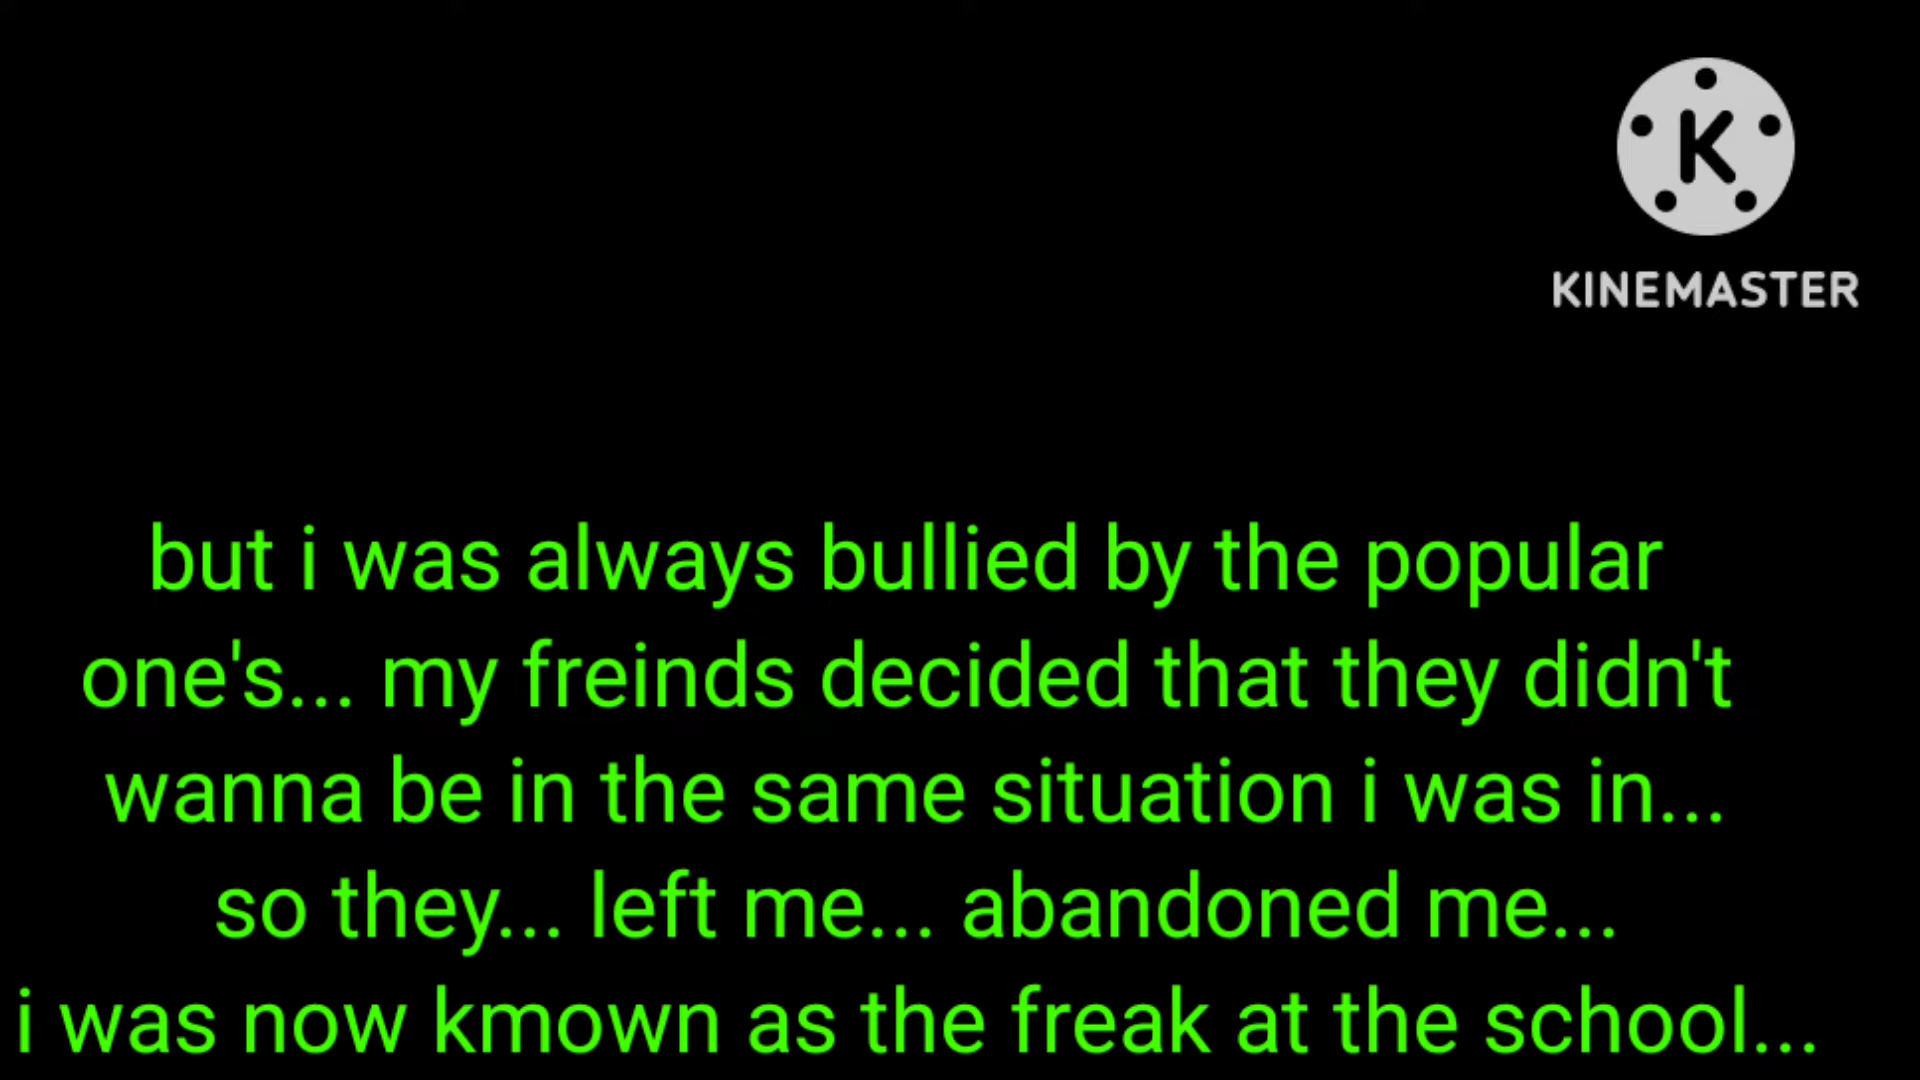 K
KINEMASTER
but i was always bullied by the popular
one's... my freinds decided that they didn't
wanna be in the same situation i was in...
so they... left me... abandoned me...
i was now kmown as the freak at the school...